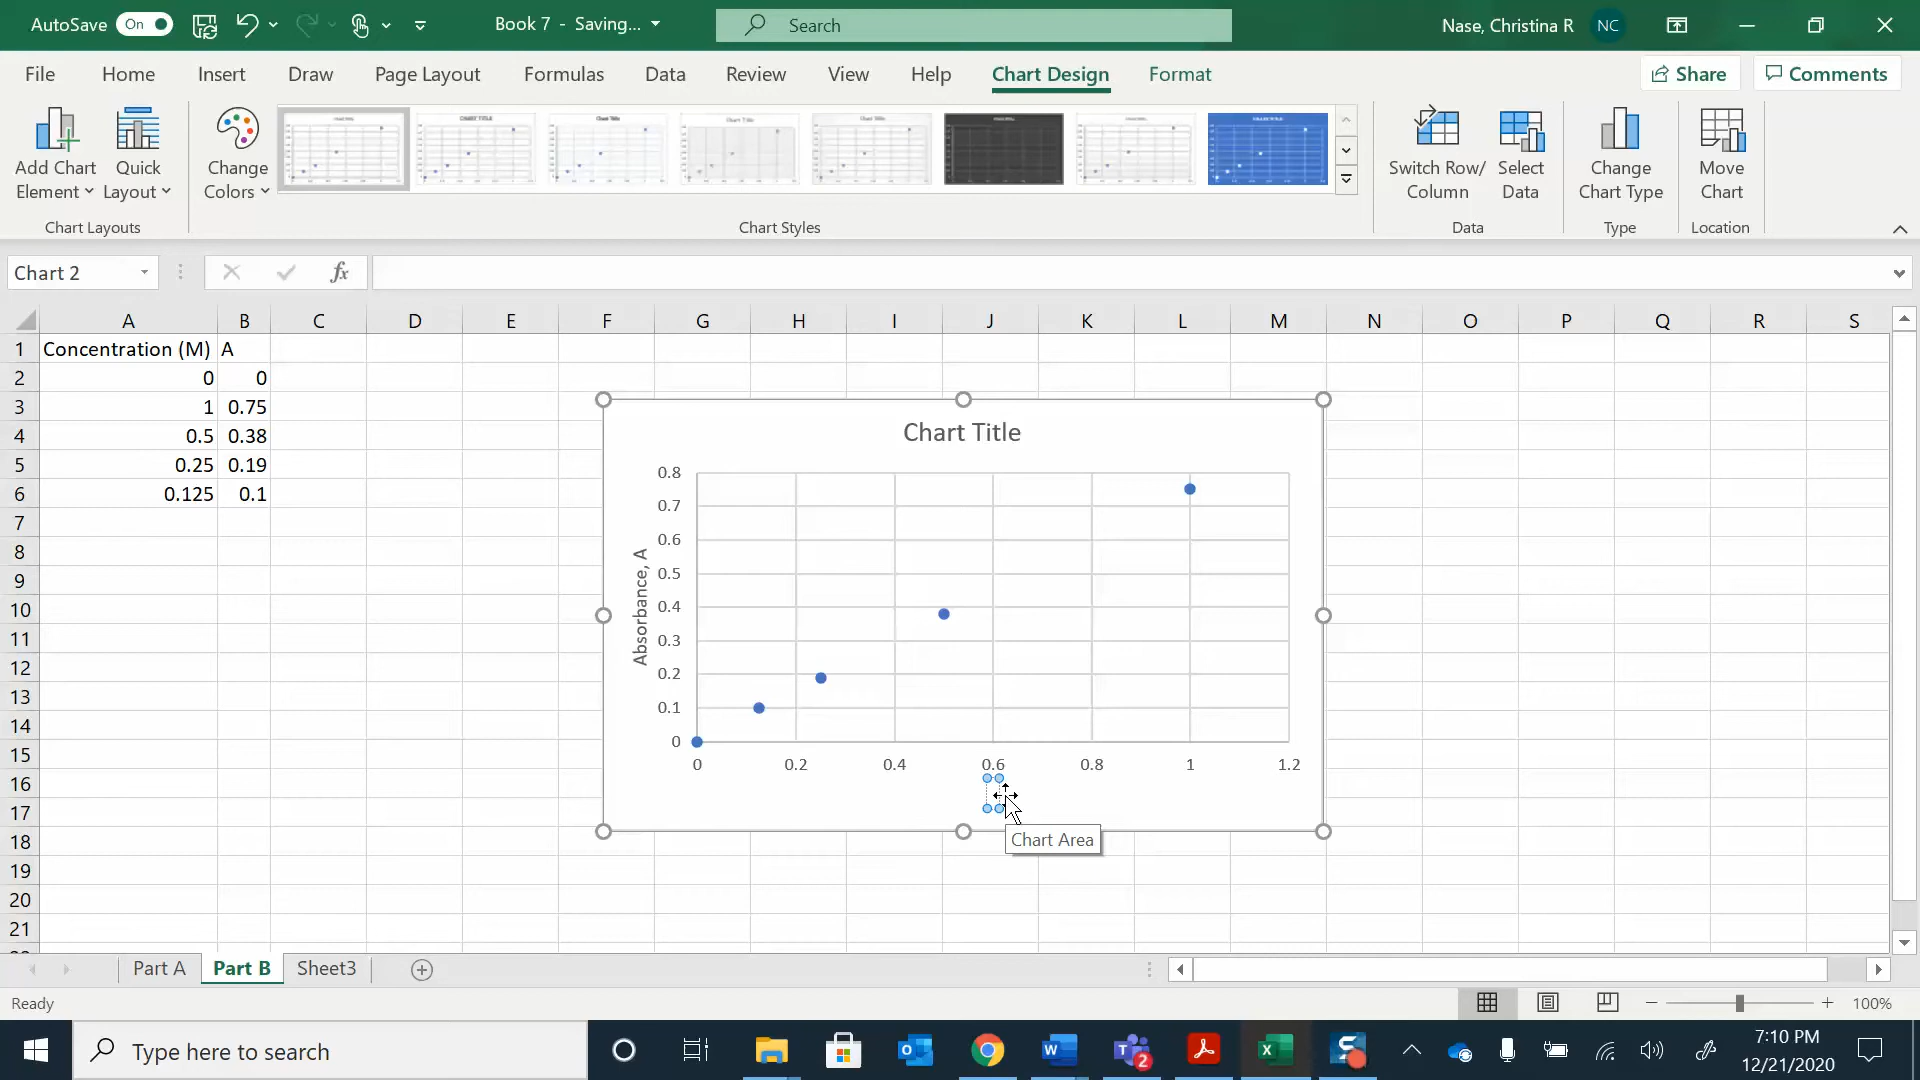 AutoSave On Book 7 - Saving... Search Nase, Christina R NC
File Home Insert Draw Page Layout Formulas Data Review View Help Chart Design Format Share Comments
Add Chart Element Quick Layout Change Colors Switch Row/ Column Select Data Change Chart Type Move Chart
Chart Layouts Chart Styles Data Type Location
Chart 2 fx
A B C D E F G H I J K L M N O P Q R S
1 Concentration (M) A
2 0 0
3 1 0.75
4 0.5 0.38
5 0.25 0.19
6 0.125 0.1
7
8
9
10
11
12
13
14
15
16
17
18
19
20
21
Chart Title
Absorbance, A
0.8
0.7
0.6
0.5
0.4
0.3
0.2
0.1
0
0 0.2 0.4 0.6 0.8 1 1.2
Chart Area
Part A Part B Sheet3
Ready 100%
Type here to search 2 7:10 PM
12/21/2020